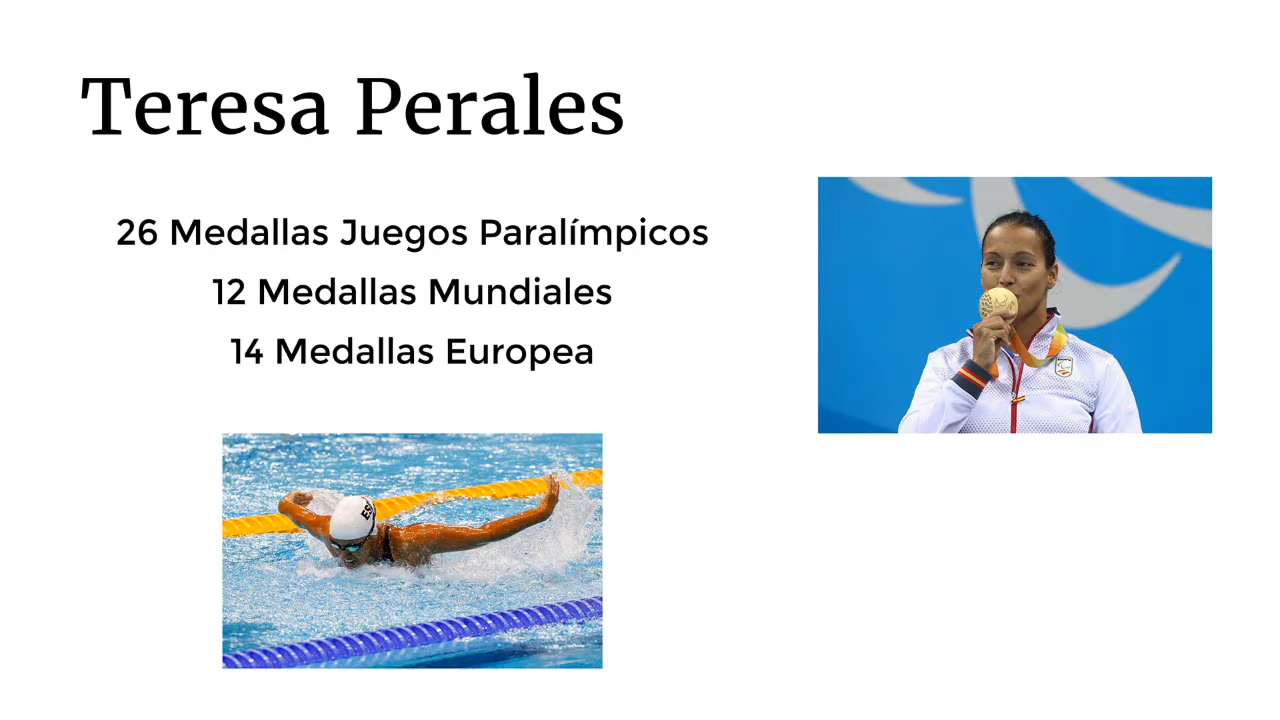 Teresa Perales
26 Medallas Juegos Paralímpicos
12 Medallas Mundiales
14 Medallas Europea